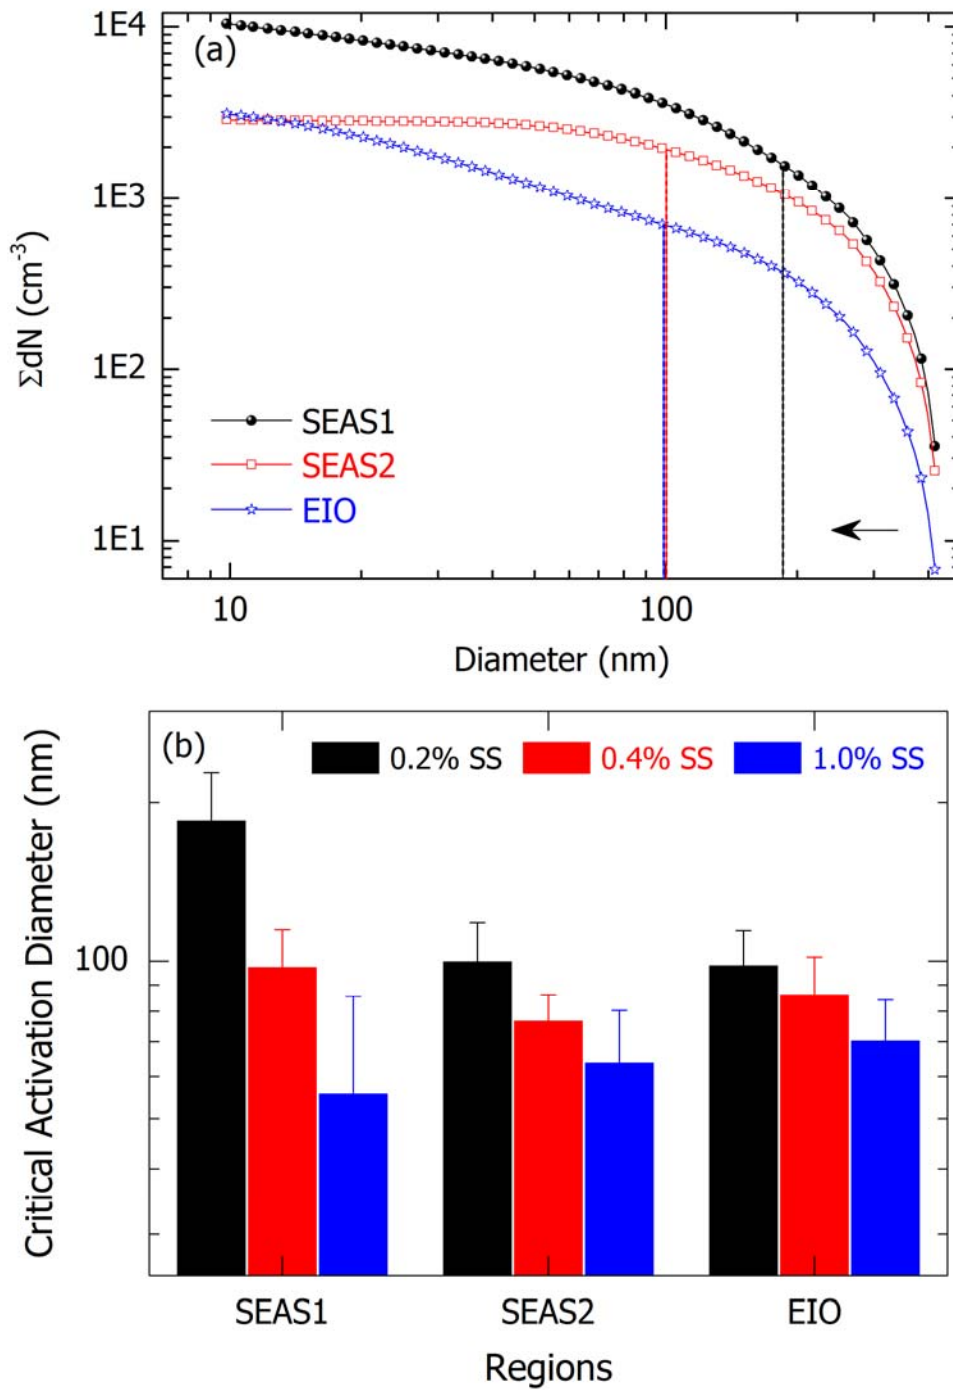 (a)
1E4
1E3
1E2
1E1
ΣdN (cm⁻³)
SEAS1
SEAS2
EIO
10 100
Diameter (nm)
(b)
0.2% SS 0.4% SS 1.0% SS
Critical Activation Diameter (nm)
100
SEAS1 SEAS2 EIO
Regions